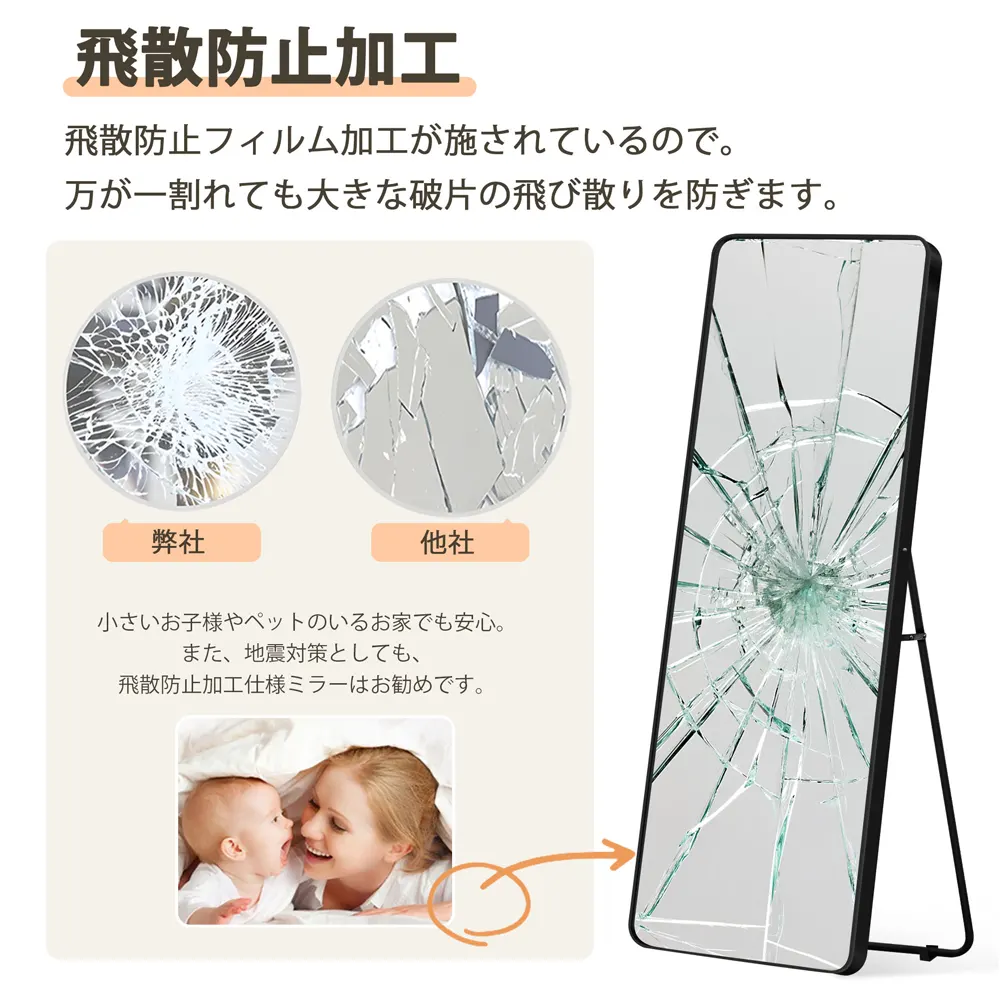 飛散防止加工
飛散防止フィルム加工が施されているので。
万が一割れても大きな破片の飛び散りを防ぎます。
弊社
他社
小さいお子様やペットのいるお家でも安心。
また、地震対策としても、
飛散防止加工仕様ミラーはお勧めです。